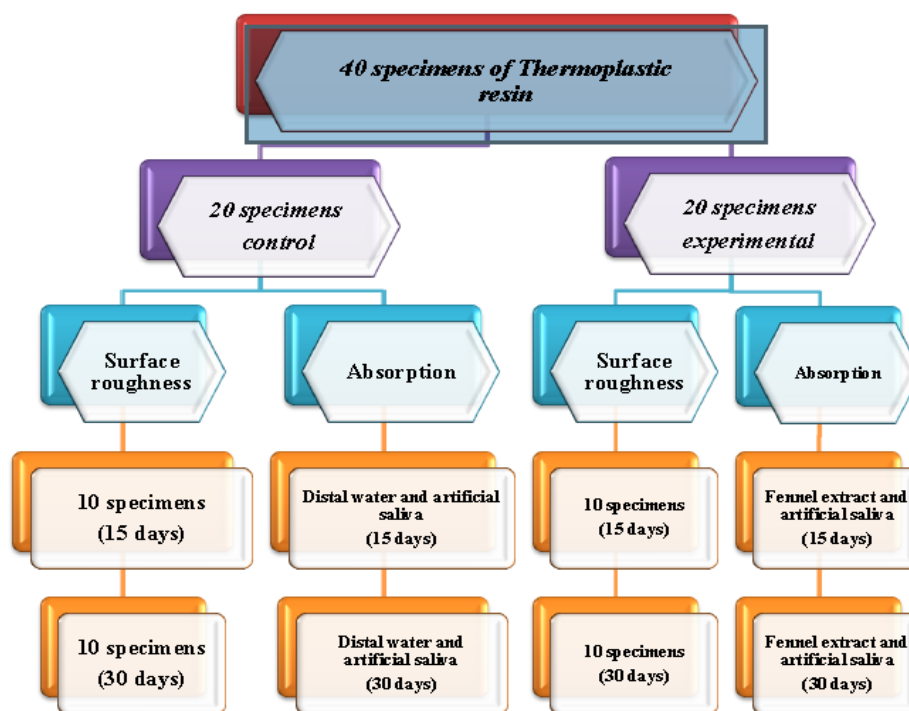 40 specimens of Thermoplastic
resin
20 specimens
control
20 specimens
experimental
Surface
roughness
Absorption
Surface
roughness
Absorption
10 specimens
(15 days)
Distal water and artificial
saliva
(15 days)
10 specimens
(15 days)
Fennel extract and
artificial saliva
(15 days)
10 specimens
(30 days)
Distal water and
artificial saliva
(30 days)
10 specimens
(30 days)
Fennel extract and
artificial saliva
(30 days)